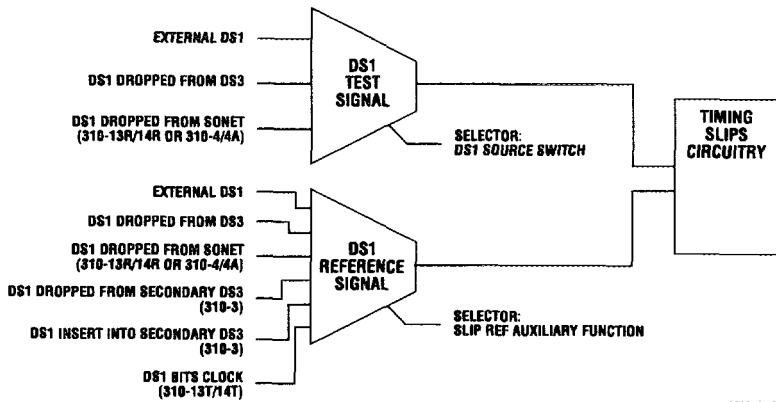 EXTERNAL DS1
DS1 DROPPED FROM DS3
DS1 DROPPED FROM SONET
(310-13R/14R OR 310-4/4A)
DS1
TEST
SIGNAL
SELECTOR:
DS1 SOURCE SWITCH
TIMING
SLIPS
CIRCUITRY
EXTERNAL DS1
DS1 DROPPED FROM DS3
DS1 DROPPED FROM SONET
(310-13R/14R OR 310-4/4A)
DS1 DROPPED FROM SECONDARY DS3
(310-3)
DS1 INSERT INTO SECONDARY DS3
(310-3)
DS1 BITS CLOCK
(310-13T/14T)
DS1
REFERENCE
SIGNAL
SELECTOR:
SLIP REF AUXILIARY FUNCTION